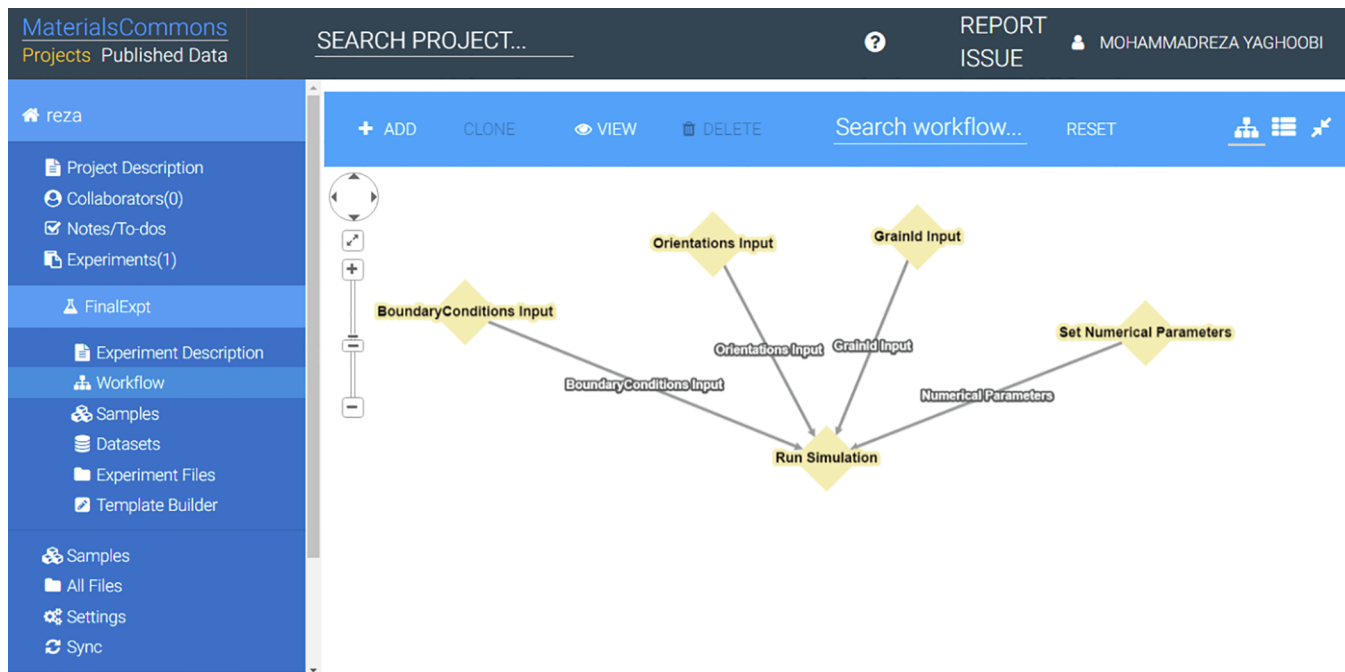 MaterialsCommons
Projects Published Data
SEARCH PROJECT...
?
REPORT
ISSUE
MOHAMMADREZA YAGHOOBI
reza
Project Description
Collaborators(0)
Notes/To-dos
Experiments(1)
FinalExpt
Experiment Description
Workflow
Samples
Datasets
Experiment Files
Template Builder
Samples
All Files
Settings
Sync
+ ADD
CLONE
VIEW
DELETE
Search workflow...
RESET
Orientations Input
GrainId Input
BoundaryConditions Input
Set Numerical Parameters
Orientations Input
GrainId Input
BoundaryConditions Input
Numerical Parameters
Run Simulation